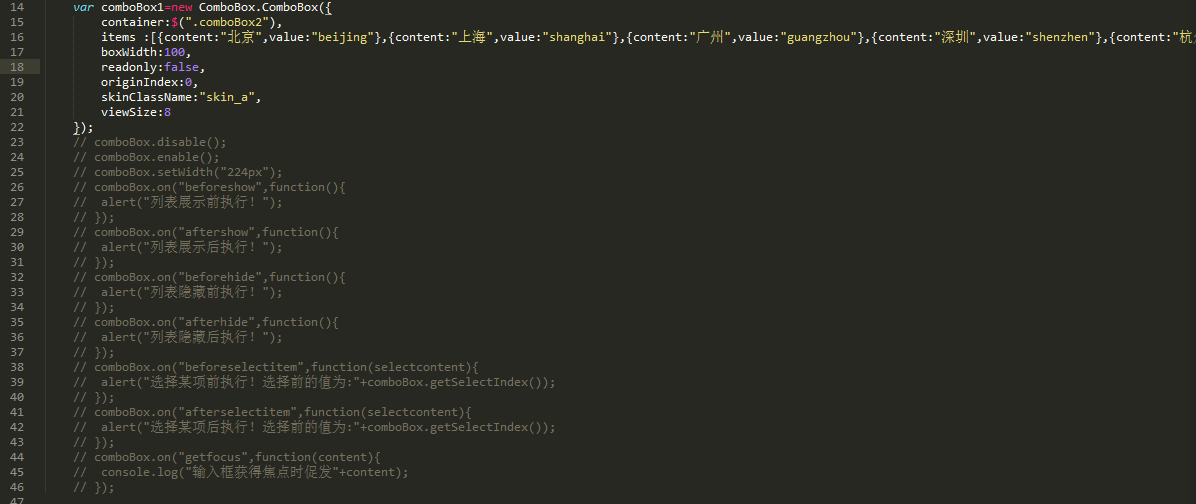 14 var comboBox1=new ComboBox.ComboBox({
15 container:$(".comboBox2"),
16 items :[{content:"北京",value:"beijing"},{content:"上海",value:"shanghai"},{content:"广州",value:"guangzhou"},{content:"深圳",value:"shenzhen"},{content:"杭
17 boxWidth:100,
18 readonly:false,
19 originIndex:0,
20 skinClassName:"skin_a",
21 viewSize:8
22 });
23 // comboBox.disable();
24 // comboBox.enable();
25 // comboBox.setWidth("224px");
26 // comboBox.on("beforeshow",function(){
27 // alert("列表展示前执行！");
28 // });
29 // comboBox.on("aftershow",function(){
30 // alert("列表展示后执行！");
31 // });
32 // comboBox.on("beforehide",function(){
33 // alert("列表隐藏前执行！");
34 // });
35 // comboBox.on("afterhide",function(){
36 // alert("列表隐藏后执行！");
37 // });
38 // comboBox.on("beforeselectitem",function(selectcontent){
39 // alert("选择某项前执行！选择前的值为:"+comboBox.getSelectIndex());
40 // });
41 // comboBox.on("afterselectitem",function(selectcontent){
42 // alert("选择某项后执行！选择前的值为:"+comboBox.getSelectIndex());
43 // });
44 // comboBox.on("getfocus",function(content){
45 // console.log("输入框获得焦点时促发"+content);
46 // });
47